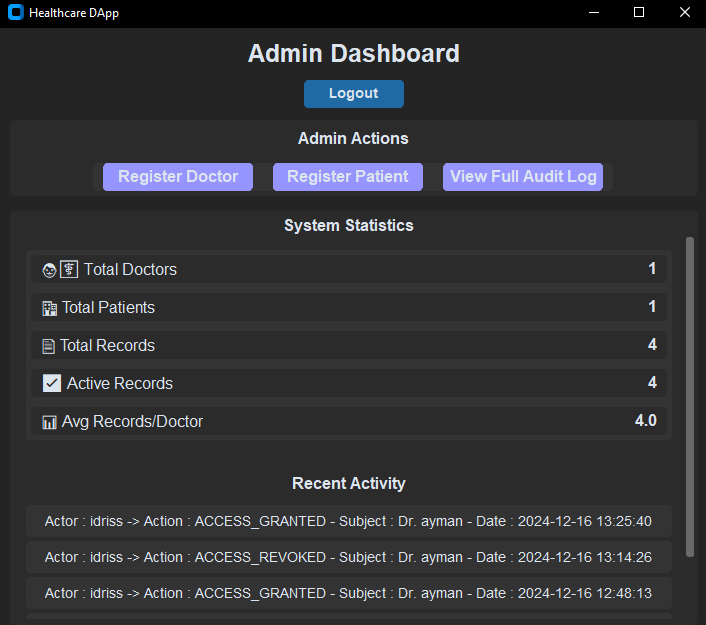 Healthcare DApp
Admin Dashboard
Logout
Admin Actions
Register Doctor Register Patient View Full Audit Log
System Statistics
Total Doctors 1
Total Patients 1
Total Records 4
Active Records 4
Avg Records/Doctor 4.0
Recent Activity
Actor : idriss -> Action : ACCESS_GRANTED - Subject : Dr. ayman - Date : 2024-12-16 13:25:40
Actor : idriss -> Action : ACCESS_REVOKED - Subject : Dr. ayman - Date : 2024-12-16 13:14:26
Actor : idriss -> Action : ACCESS_GRANTED - Subject : Dr. ayman - Date : 2024-12-16 12:48:13